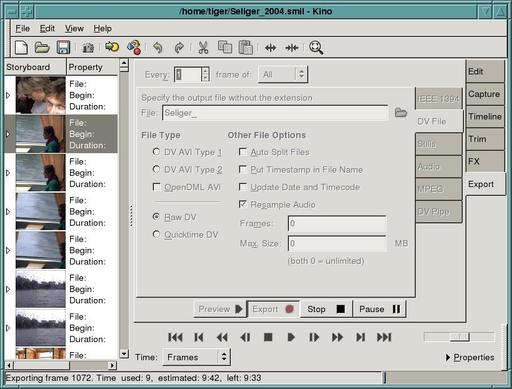 /home/tiger/Seliger_2004.smil - Kino
File Edit View Help
Storyboard Property
File:
Begin:
Duration:
File:
Begin:
Duration:
File:
Begin:
Duration:
File:
Begin:
Duration:
File:
Begin:
Duration:
File:
Begin:
Duration:
File:
Begin:
Duration:
File:
Every: 1 frame of: All
Specify the output file without the extension
File: Seliger_
File Type
DV AVI Type 1
DV AVI Type 2
OpenDML AVI
Raw DV
Quicktime DV
Other File Options
Auto Split Files
Put Timestamp in File Name
Update Date and Timecode
Resample Audio
Frames: 0
Max. Size: 0 MB
(both 0 = unlimited)
IEEE 1394
DV File
Stills
Audio
MPEG
DV Pipe
Edit
Capture
Timeline
Trim
FX
Export
Preview Export Stop Pause
Time: Frames
Properties
Exporting frame 1072. Time used: 9, estimated: 9:42, left: 9:33